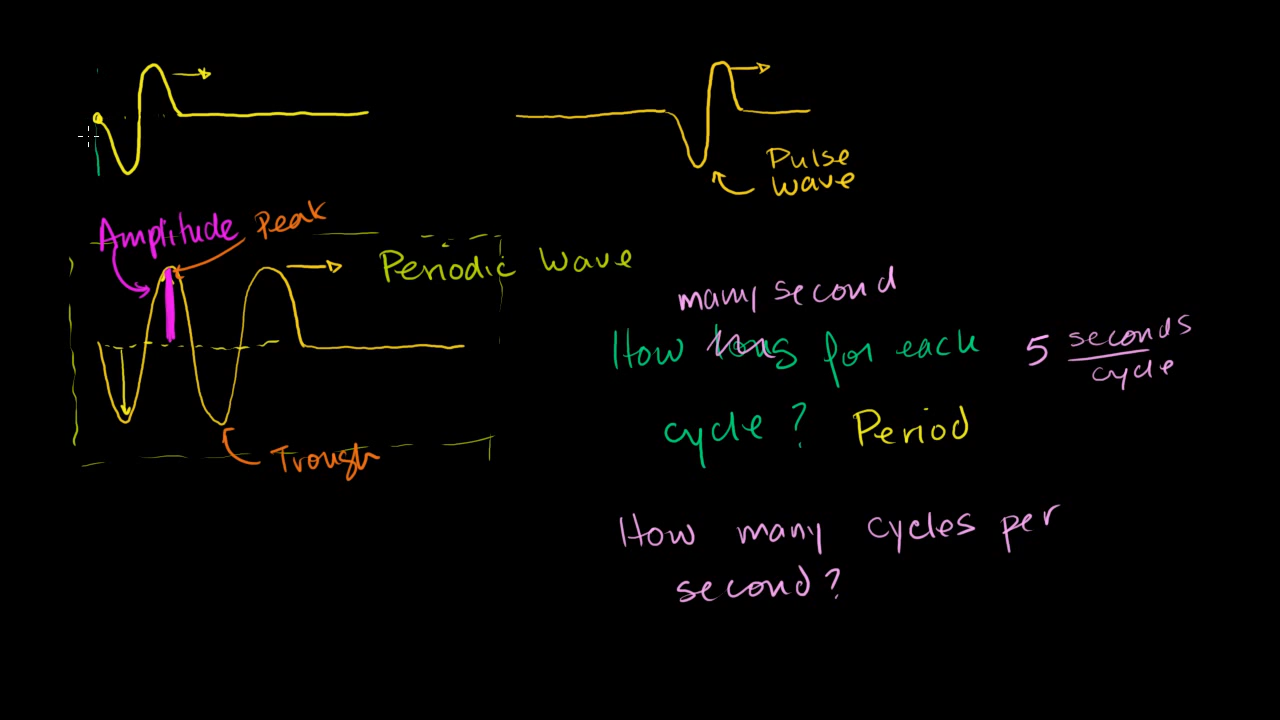 Pulse
wave
Amplitude
Peak
Periodic wave
Trough
many second
How long for each
cycle? Period
5 seconds
cycle
How many cycles per
second?